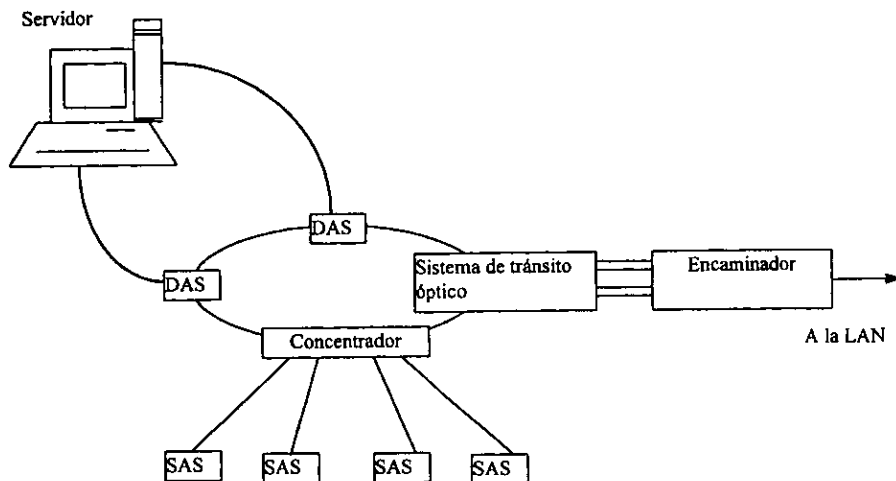 Servidor
DAS
DAS
Sistema de tránsito
óptico
Encaminador
A la LAN
Concentrador
SAS
SAS
SAS
SAS